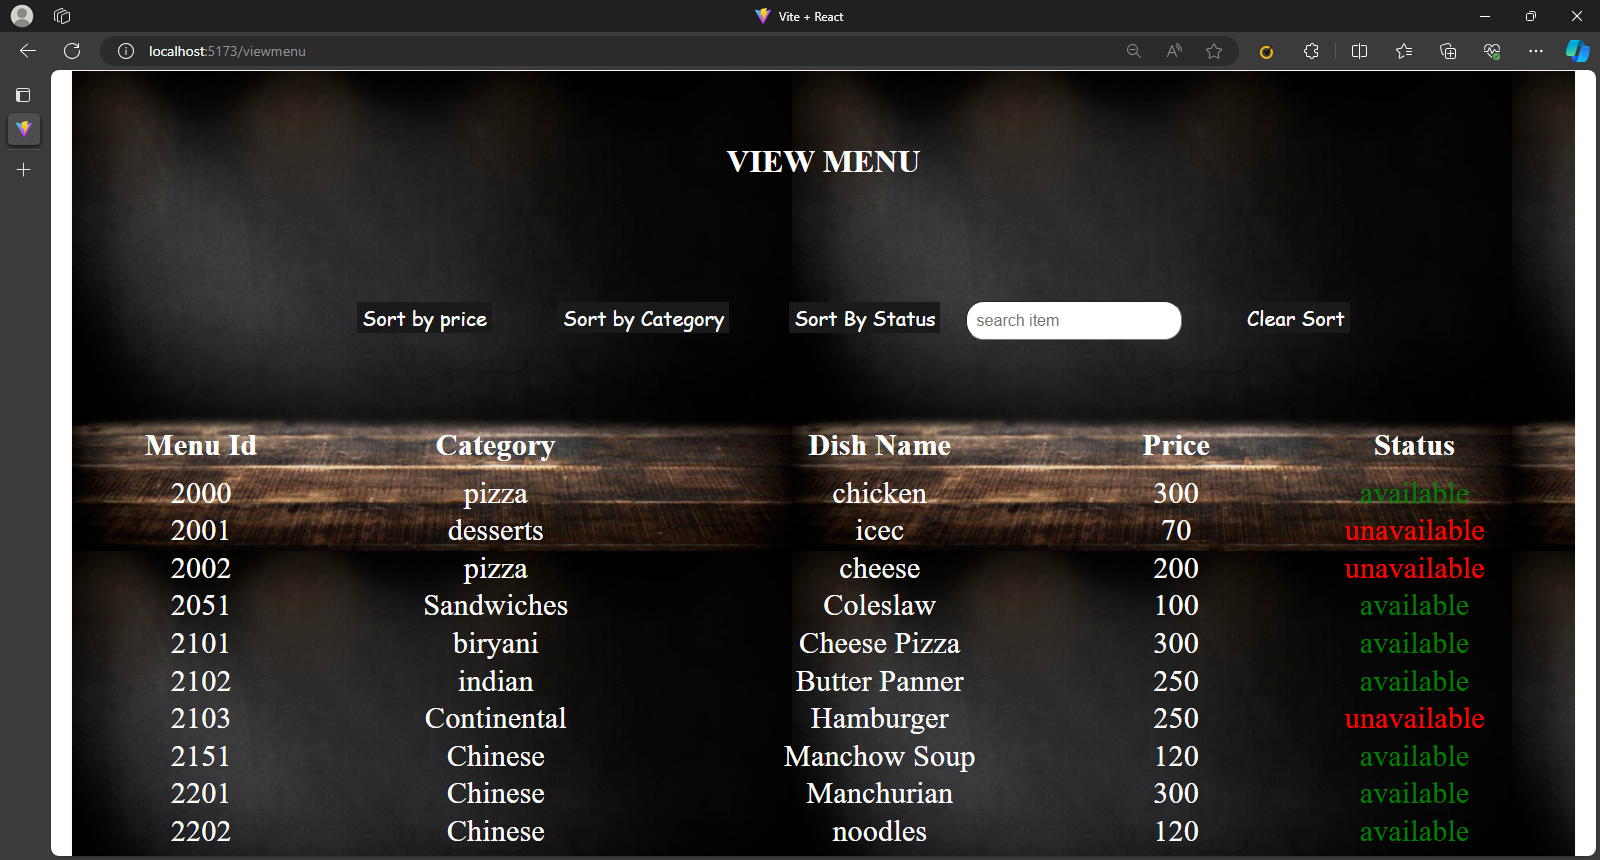 Vite + React
localhost:5173/viewmenu
VIEW MENU
Sort by price Sort by Category Sort By Status search item Clear Sort
Menu Id Category Dish Name Price Status
2000 pizza chicken 300 available
2001 desserts icec 70 unavailable
2002 pizza cheese 200 unavailable
2051 Sandwiches Coleslaw 100 available
2101 biryani Cheese Pizza 300 available
2102 indian Butter Panner 250 available
2103 Continental Hamburger 250 unavailable
2151 Chinese Manchow Soup 120 available
2201 Chinese Manchurian 300 available
2202 Chinese noodles 120 available